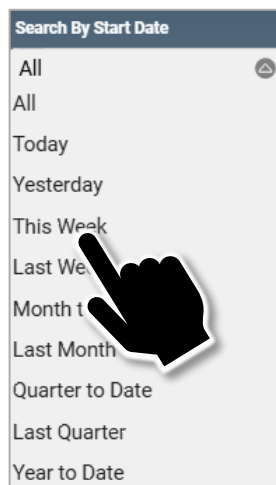 Search By Start Date
All
All
Today
Yesterday
This Week
Last We
Month t
Last Month
Quarter to Date
Last Quarter
Year to Date